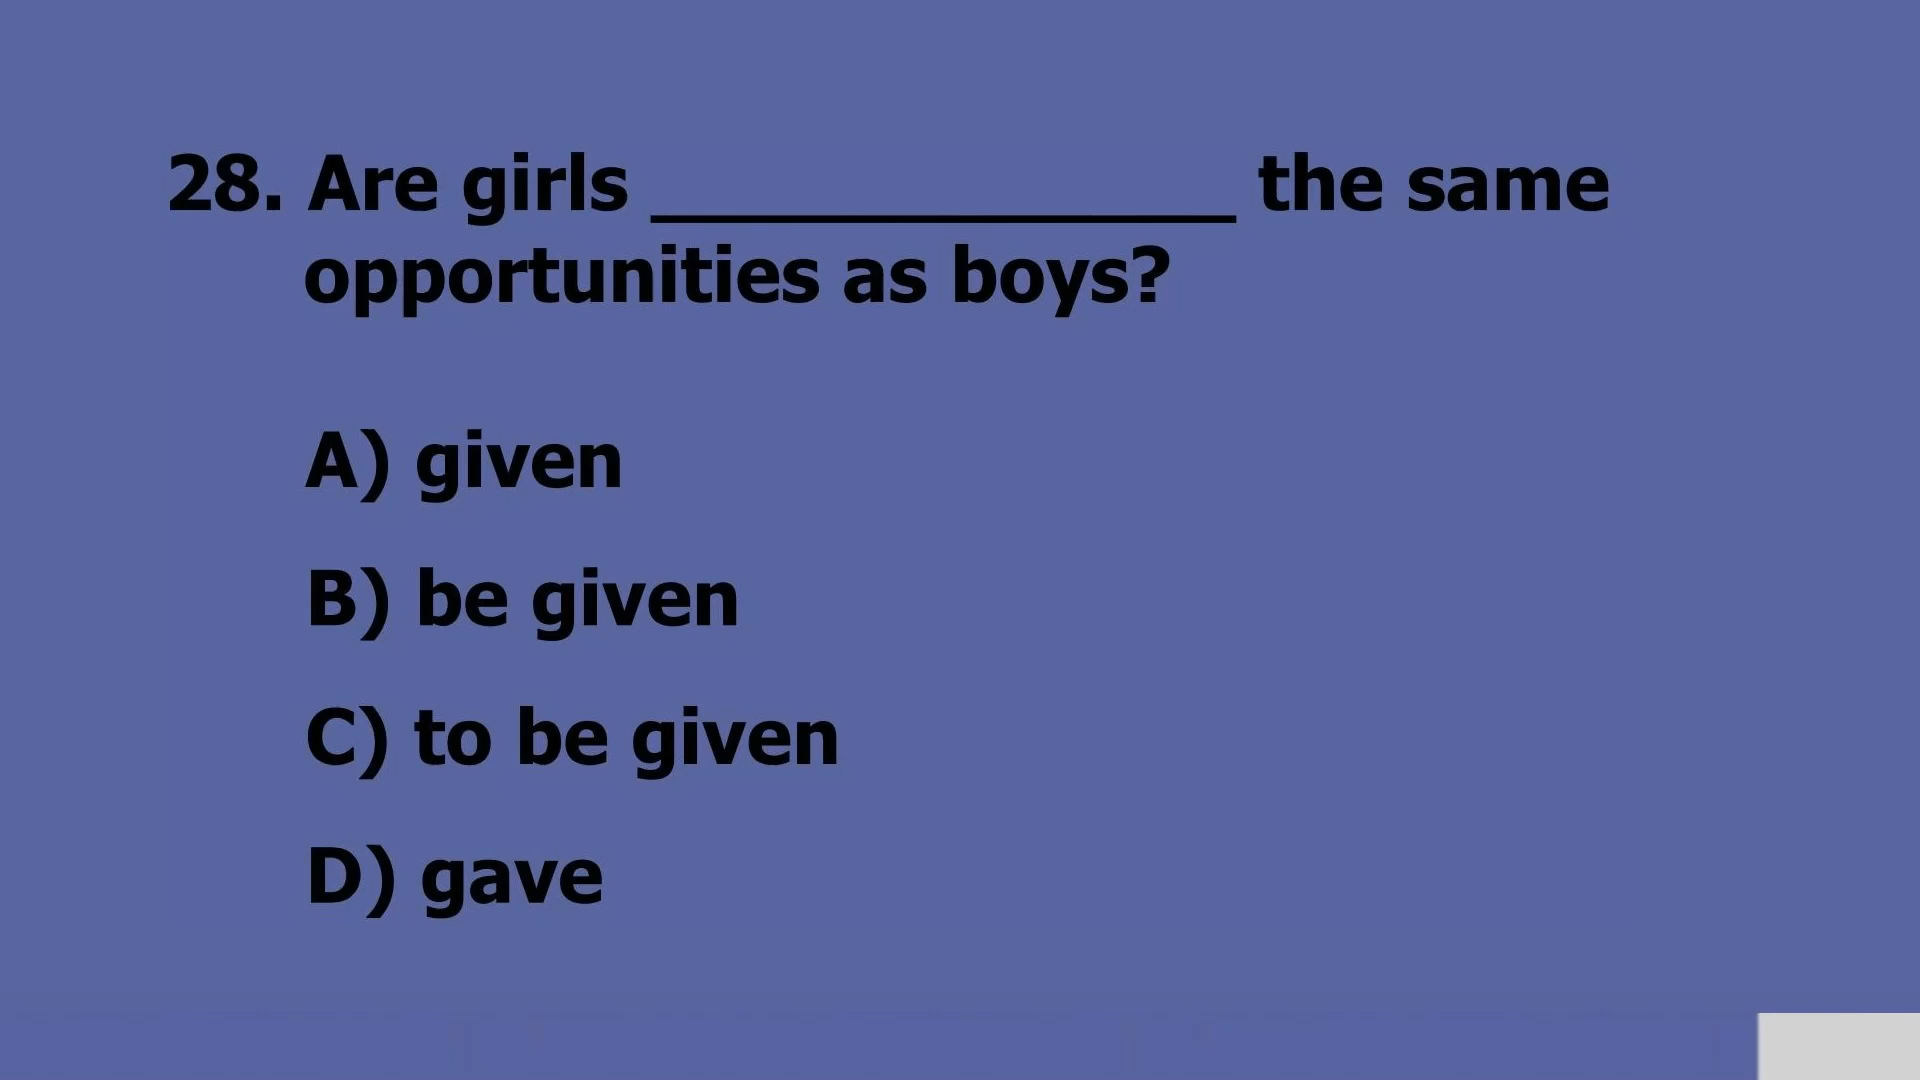 28. Are girls _______________ the same
opportunities as boys?
A) given
B) be given
C) to be given
D) gave